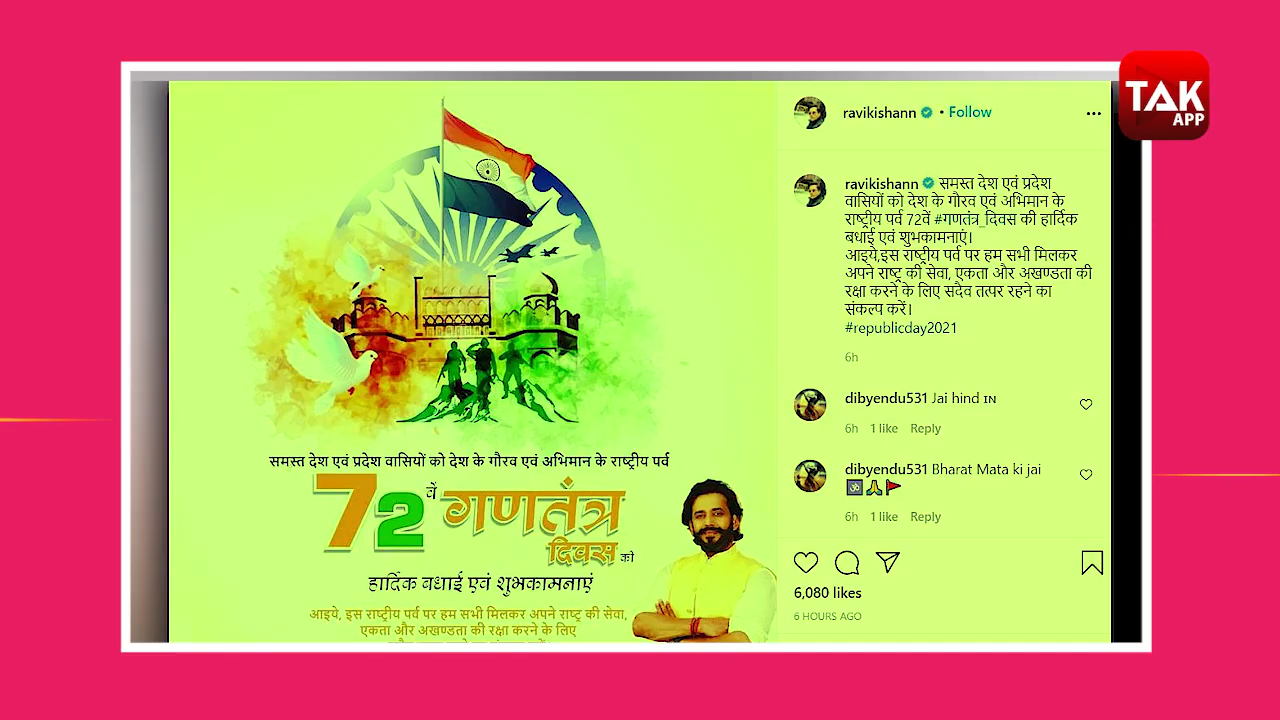 TAK
APP
समस्त देश एवं प्रदेश वासियों को देश के गौरव एवं अभिमान के राष्ट्रीय पर्व
72 वें गणतंत्र
दिवस को
हार्दिक बधाई एवं शुभकामनाएं
आइये, इस राष्ट्रीय पर्व पर हम सभी मिलकर अपने राष्ट्र की सेवा,
एकता और अखण्डता की रक्षा करने के लिए
ravikishann • Follow
ravikishann समस्त देश एवं प्रदेश
वासियों को देश के गौरव एवं अभिमान के
राष्ट्रीय पर्व 72वें #गणतंत्र_दिवस की हार्दिक
बधाई एवं शुभकामनाएं।
आइये,इस राष्ट्रीय पर्व पर हम सभी मिलकर
अपने राष्ट्र की सेवा, एकता और अखण्डता की
रक्षा करने के लिए सदैव तत्पर रहने का
संकल्प करें।
#republicday2021
6h
dibyendu531 Jai hind IN
6h 1 like Reply
dibyendu531 Bharat Mata ki jai
🕉🙏🚩
6h 1 like Reply
6,080 likes
6 HOURS AGO